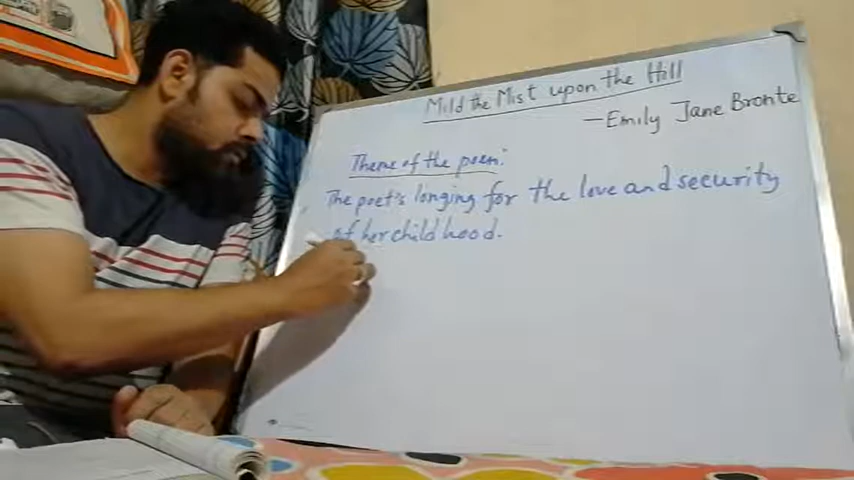 Mild the Mist upon the Hill
- Emily Jane Bronte
Theme of the poem:
The poet's longing for the love and security
of her childhood.